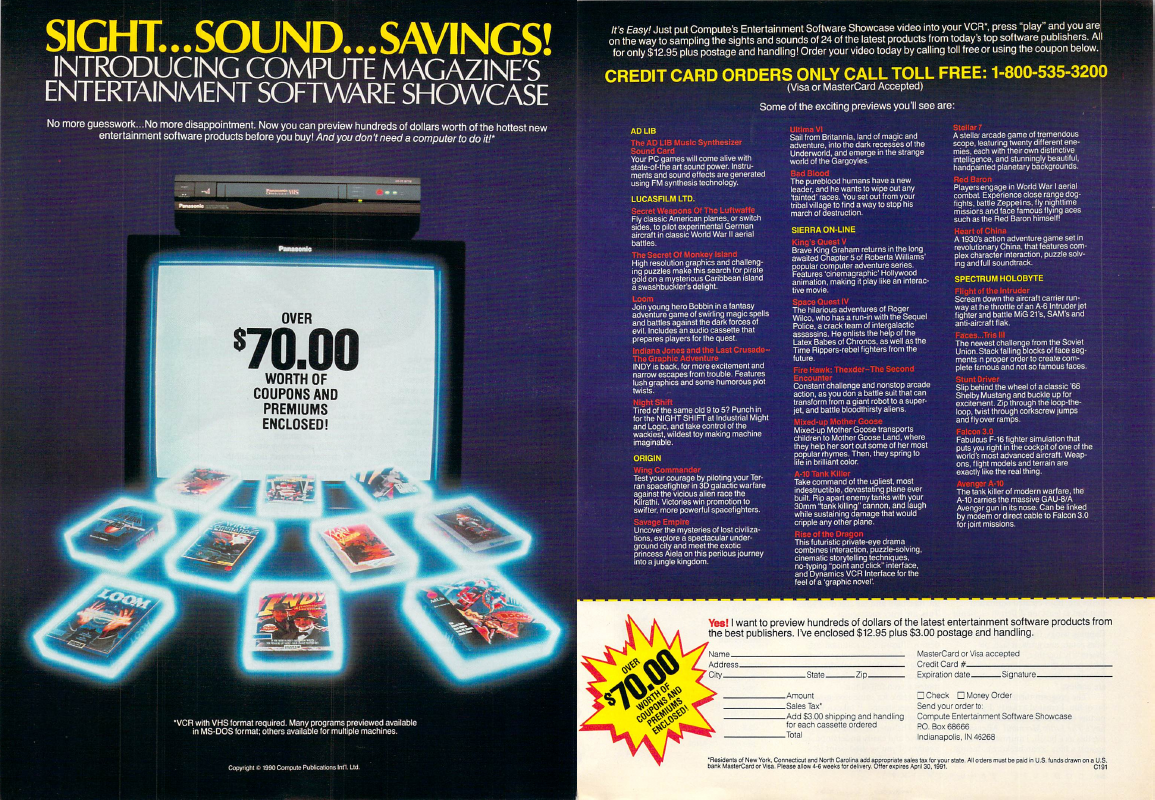 SIGHT...SOUND...SAVINGS!
INTRODUCING COMPUTE MAGAZINE'S
ENTERTAINMENT SOFTWARE SHOWCASE
No more guesswork...No more disappointment. Now you can preview hundreds of dollars worth of the hottest new
entertainment software products before you buy! And you don't need a computer to do it!*
Panasonic
Panasonic
OVER
$70.00
WORTH OF
COUPONS AND
PREMIUMS
ENCLOSED!
LOOM
INDY
*VCR with VHS format required. Many programs previewed available
in MS-DOS format; others available for multiple machines.
Copyright © 1990 Compute Publications Int'l. Ltd.
It's Easy! Just put Compute's Entertainment Software Showcase video into your VCR*, press "play" and you are
on the way to sampling the sights and sounds of 24 of the latest products from today's top software publishers. All
for only $12.95 plus postage and handling! Order your video today by calling toll free or using the coupon below.
CREDIT CARD ORDERS ONLY CALL TOLL FREE: 1-800-535-3200
(Visa or MasterCard Accepted)
Some of the exciting previews you'll see are:
AD LIB
The AD LIB Music Synthesizer
Sound Card
Your PC games will come alive with
state-of-the art sound power. Instru-
ments and sound effects are generated
using FM synthesis technology.
LUCASFILM LTD.
Secret Weapons Of The Luftwaffe
Fly classic American planes, or switch
sides, to pilot experimental German
aircraft in classic World War II aerial
battles.
The Secret Of Monkey Island
High resolution graphics and challeng-
ing puzzles make this search for pirate
gold on a mysterious Caribbean island
a swashbuckler's delight.
Loom
Join young hero Bobbin in a fantasy
adventure game of swirling magic spells
and battles against the dark forces of
evil. Includes an audio cassette that
prepares players for the quest.
Indiana Jones and the Last Crusade–
The Graphic Adventure
INDY is back, for more excitement and
narrow escapes from trouble. Features
lush graphics and some humorous plot
twists.
Night Shift
Tired of the same old 9 to 5? Punch in
for the NIGHT SHIFT at Industrial Might
and Logic, and take control of the
wackiest, wildest toy making machine
imaginable.
ORIGIN
Wing Commander
Test your courage by piloting your Ter-
ran spacefighter in 3D galactic warfare
against the vicious alien race the
Kilrathi. Victories win promotion to
swifter, more powerful spacefighters.
Savage Empire
Uncover the mysteries of lost civiliza-
tions, explore a spectacular under-
ground city and meet the exotic
princess Aiela on this perilous journey
into a jungle kingdom.
Ultima VI
Sail from Britannia, land of magic and
adventure, into the dark recesses of the
Underworld, and emerge in the strange
world of the Gargoyles.
Bad Blood
The pureblood humans have a new
leader, and he wants to wipe out any
'tainted' races. You set out from your
tribal village to find a way to stop his
march of destruction.
SIERRA ON-LINE
King's Quest V
Brave King Graham returns in the long
awaited Chapter 5 of Roberta Williams'
popular computer adventure series.
Features 'cinemagraphic' Hollywood
animation, making it play like an interac-
tive movie.
Space Quest IV
The hilarious adventures of Roger
Wilco, who has a run-in with the Sequel
Police, a crack team of intergalactic
assassins. He enlists the help of the
Latex Babes of Chronos, as well as the
Time Rippers-rebel fighters from the
future.
Fire Hawk: Thexder–The Second
Encounter
Constant challenge and nonstop arcade
action, as you don a battle suit that can
transform from a giant robot to a super-
jet, and battle bloodthirsty aliens.
Mixed-up Mother Goose
Mixed-up Mother Goose transports
children to Mother Goose Land, where
they help her sort out some of her most
popular rhymes. Then, they spring to
life in brilliant color.
A-10 Tank Killer
Take command of the ugliest, most
indestructible, devastating plane ever
built. Rip apart enemy tanks with your
30mm "tank killing" cannon, and laugh
while sustaining damage that would
cripple any other plane.
Rise of the Dragon
This futuristic private-eye drama
combines interaction, puzzle-solving,
cinematic storytelling techniques,
no-typing "point and click" interface,
and Dynamics VCR Interface for the
feel of a 'graphic novel'.
Stellar 7
A stellar arcade game of tremendous
scope, featuring twenty different ene-
mies, each with their own distinctive
intelligence, and stunningly beautiful,
handpainted planetary backgrounds.
Red Baron
Players engage in World War I aerial
combat. Experience close range dog-
fights, battle Zeppelins, fly nighttime
missions and face famous flying aces
such as the Red Baron himself!
Heart of China
A 1930's action adventure game set in
revolutionary China, that features com-
plex character interaction, puzzle solv-
ing and full soundtrack.
SPECTRUM HOLOBYTE
Flight of the Intruder
Scream down the aircraft carrier run-
way at the throttle of an A-6 Intruder jet
fighter and battle MiG 21's, SAM's and
anti-aircraft flak.
Faces...Tris III
The newest challenge from the Soviet
Union. Stack falling blocks of face seg-
ments in proper order to create com-
plete famous and not so famous faces.
Stunt Driver
Slip behind the wheel of a classic '66
Shelby Mustang and buckle up for
excitement. Zip through the loop-the-
loop, twist through corkscrew jumps
and fly over ramps.
Falcon 3.0
Fabulous F-16 fighter simulation that
puts you right in the cockpit of one of the
world's most advanced aircraft. Weap-
ons, flight models and terrain are
exactly like the real thing.
Avenger A-10
The tank killer of modern warfare, the
A-10 carries the massive GAU-8/A
Avenger gun in its nose. Can be linked
by modem or direct cable to Falcon 3.0
for joint missions.
OVER
$70.00
WORTH OF
COUPONS AND
PREMIUMS
ENCLOSED!
Yes! I want to preview hundreds of dollars of the latest entertainment software products from
the best publishers. I've enclosed $12.95 plus $3.00 postage and handling.
Name
Address
City State Zip
Amount
Sales Tax*
Add $3.00 shipping and handling
for each cassette ordered
Total
MasterCard or Visa accepted
Credit Card #
Expiration date Signature
Check Money Order
Send your order to:
Compute Entertainment Software Showcase
P.O. Box 68666
Indianapolis, IN 46268
*Residents of New York, Connecticut and North Carolina add appropriate sales tax for your state. All orders must be paid in U.S. funds drawn on a U.S.
bank MasterCard or Visa. Please allow 4-6 weeks for delivery. Offer expires April 30, 1991.
C191